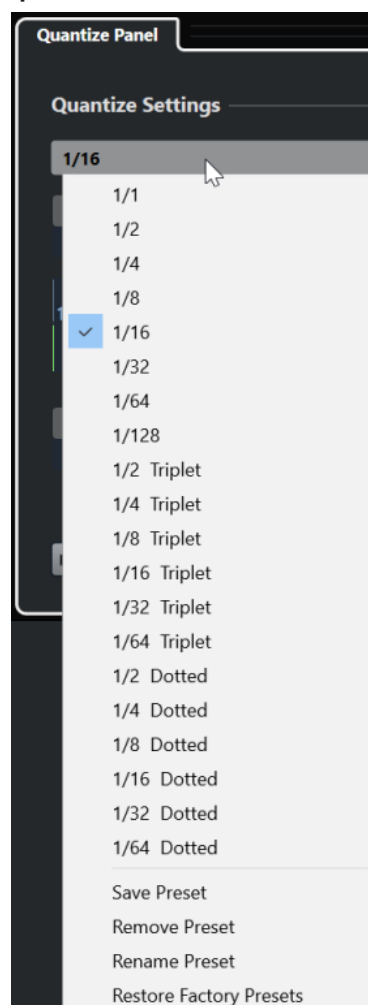 Quantize Panel
Quantize Settings
1/16
1/1
1/2
1/4
1/8
1/16
1/32
1/64
1/128
1/2 Triplet
1/4 Triplet
1/8 Triplet
1/16 Triplet
1/32 Triplet
1/64 Triplet
1/2 Dotted
1/4 Dotted
1/8 Dotted
1/16 Dotted
1/32 Dotted
1/64 Dotted
Save Preset
Remove Preset
Rename Preset
Restore Factory Presets